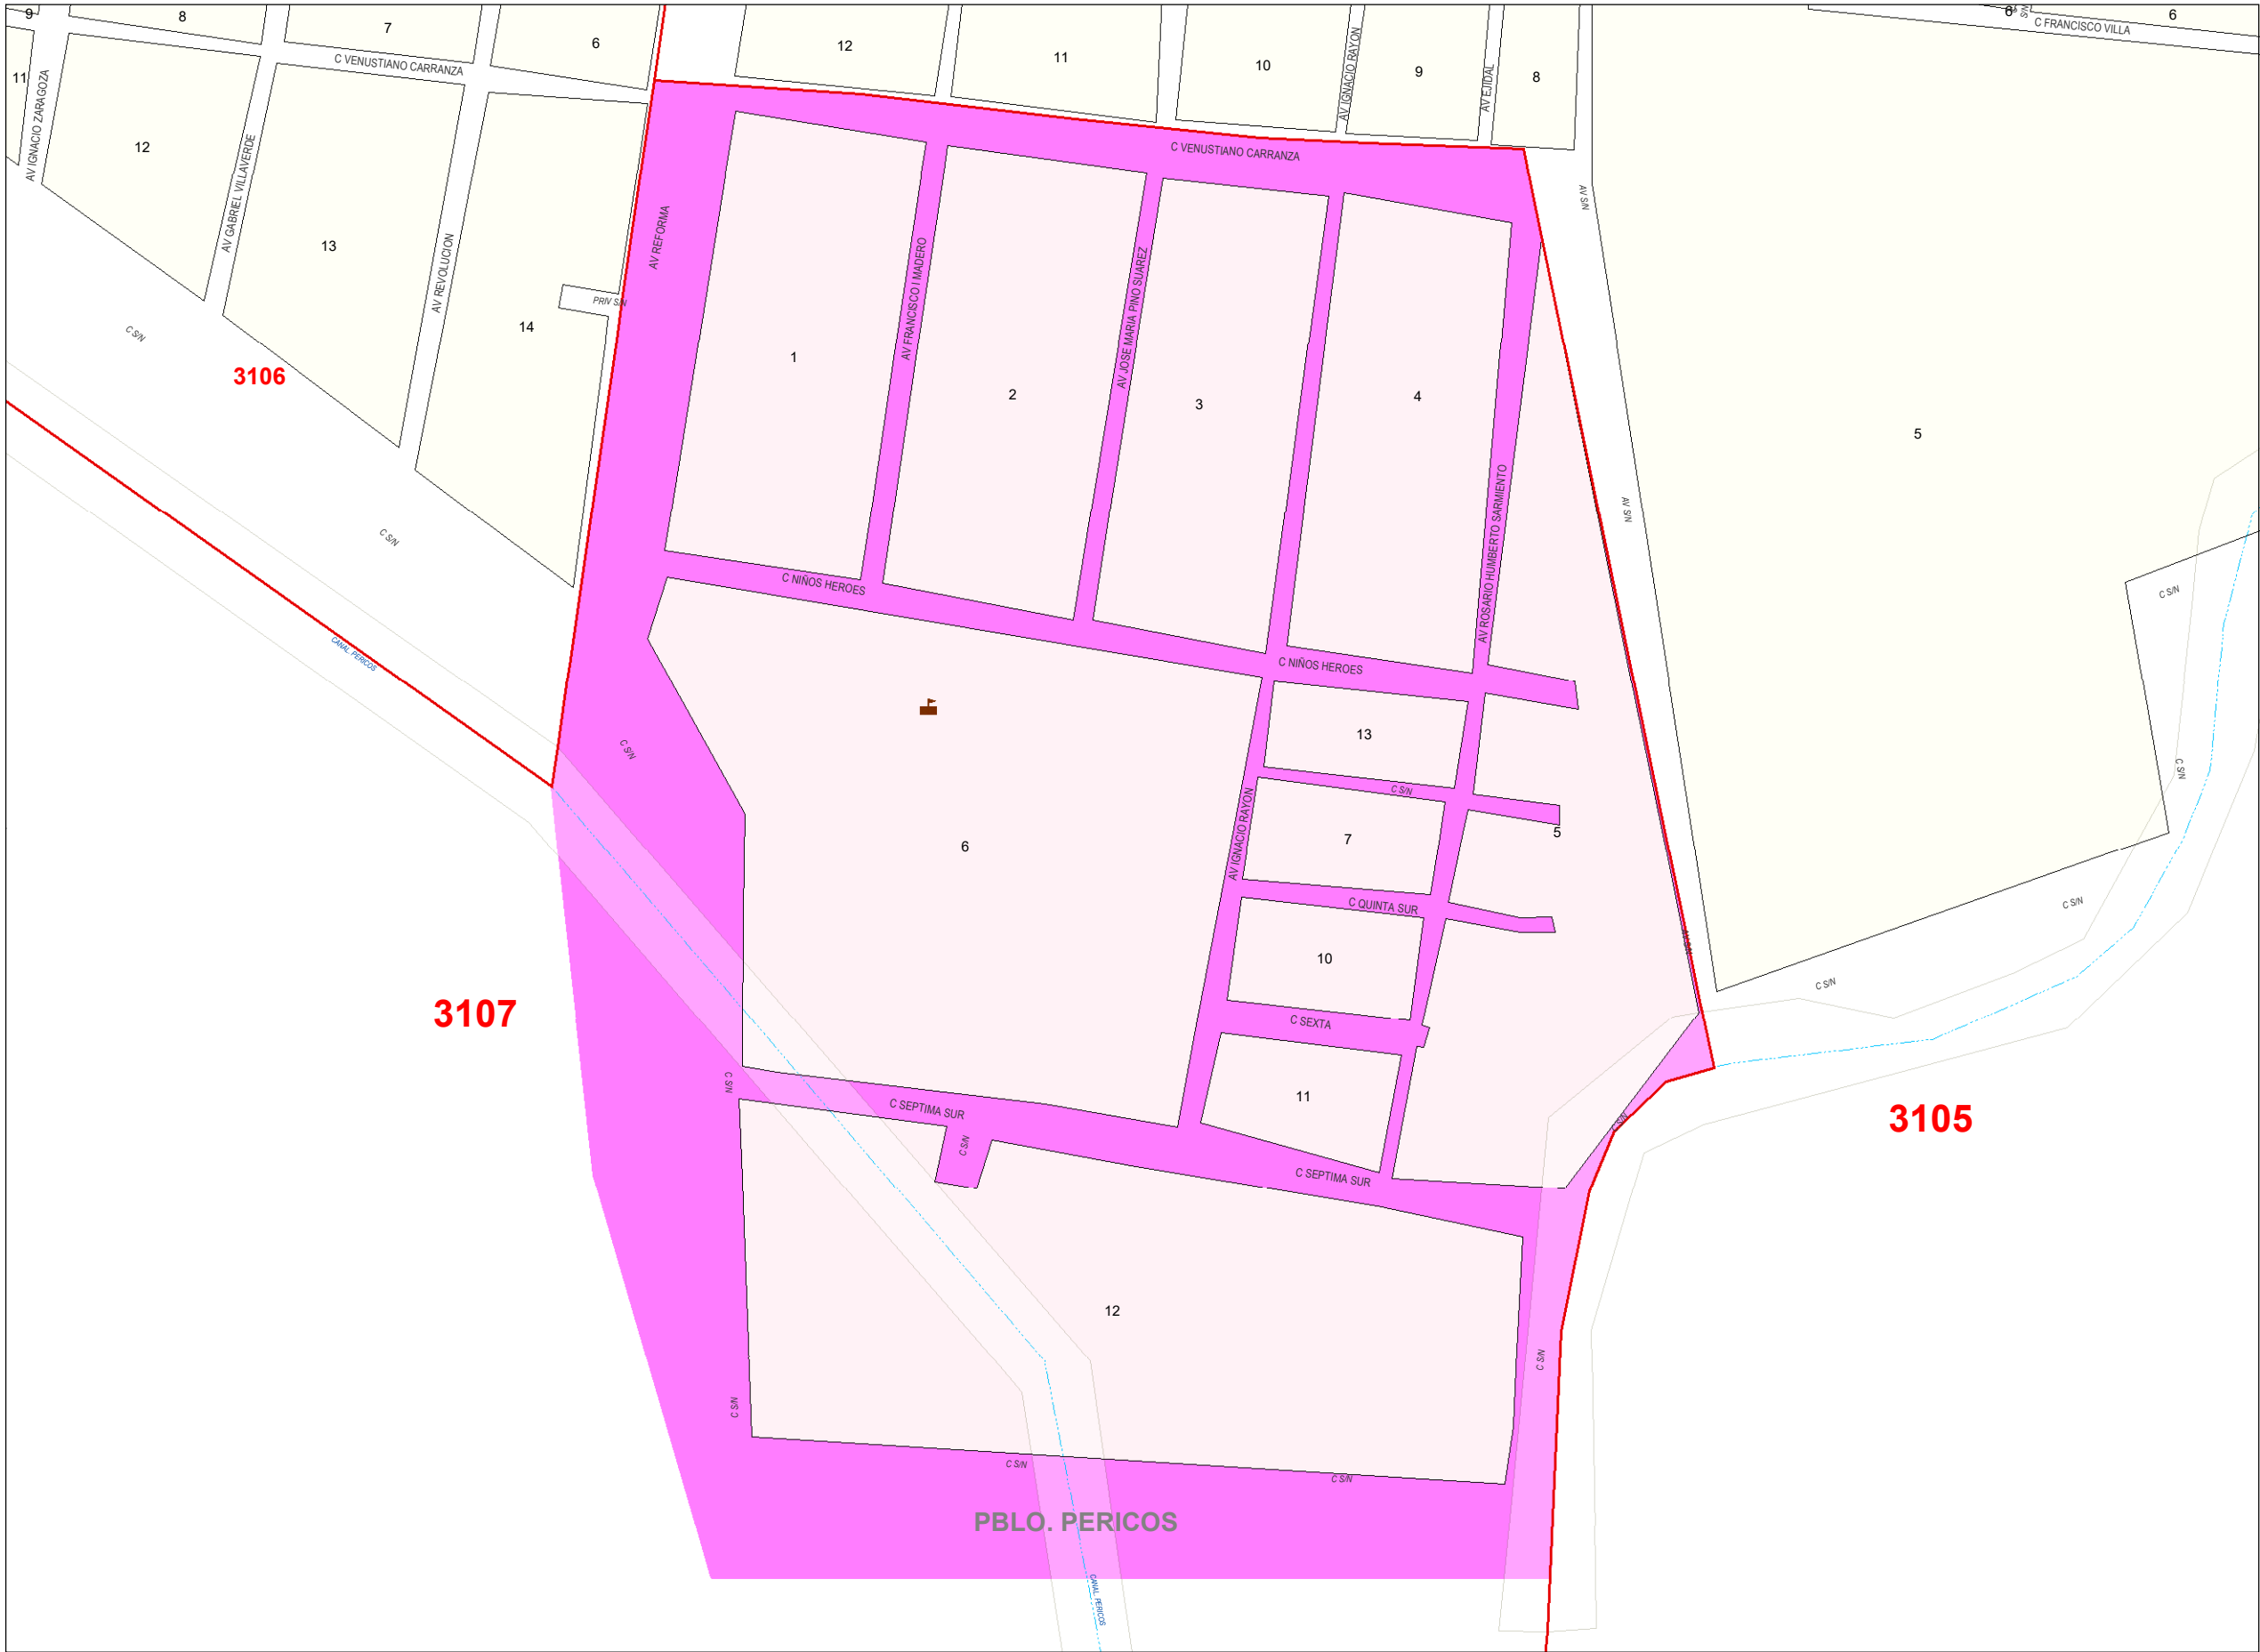 9
8
7
6
12
11
10
9
8
6
6
S/N
C FRANCISCO VILLA
C VENUSTIANO CARRANZA
AV IGNACIO RAYON
AV EJIDAL
11
AV IGNACIO ZARAGOZA
12
AV GABRIEL VILLAVERDE
13
AV REVOLUCION
14
PRIV S/N
AV REFORMA
C VENUSTIANO CARRANZA
AV S/N
AV FRANCISCO I MADERO
AV JOSE MARIA PINO SUAREZ
1
2
3
4
5
C S/N
3106
AV S/N
AV ROSARIO HUMBERTO SARMIENTO
C S/N
C NIÑOS HEROES
C S/N
CANAL PERICOS
C NIÑOS HEROES
C S/N
13
C S/N
C S/N
AV IGNACIO RAYON
7
5
6
C QUINTA SUR
C S/N
AV S/N
10
C S/N
3107
C SEXTA
C S/N
11
C SEPTIMA SUR
C S/N
3105
C S/N
C SEPTIMA SUR
12
C S/N
C S/N
C S/N
C S/N
PBLO. PERICOS
CANAL PERICOS